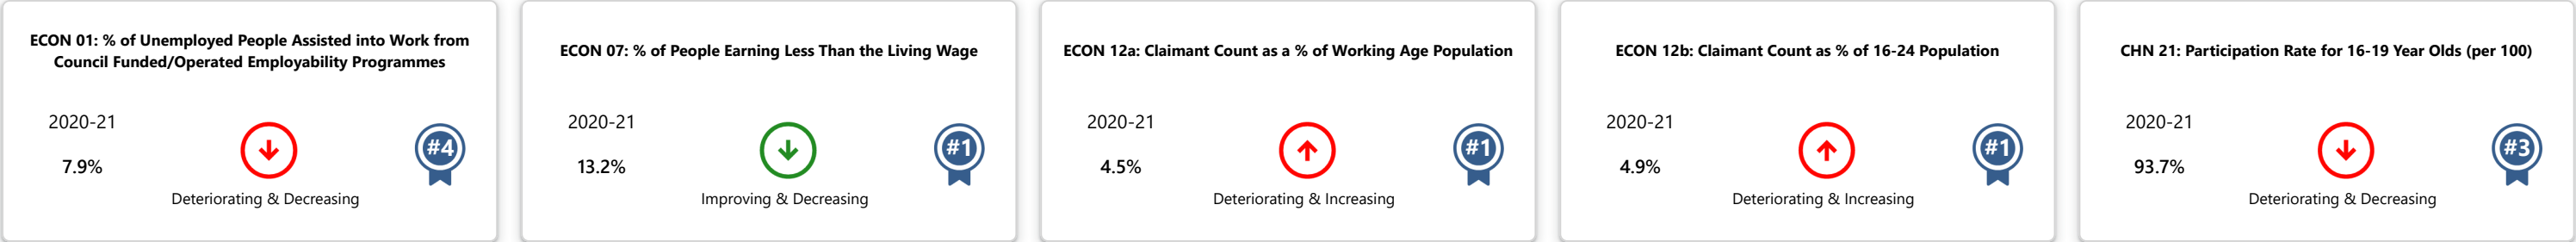 ECON 01: % of Unemployed People Assisted into Work from
Council Funded/Operated Employability Programmes
2020-21
7.9%
#4
Deteriorating & Decreasing
ECON 07: % of People Earning Less Than the Living Wage
2020-21
13.2%
#1
Improving & Decreasing
ECON 12a: Claimant Count as a % of Working Age Population
2020-21
4.5%
#1
Deteriorating & Increasing
ECON 12b: Claimant Count as % of 16-24 Population
2020-21
4.9%
#1
Deteriorating & Increasing
CHN 21: Participation Rate for 16-19 Year Olds (per 100)
2020-21
93.7%
#3
Deteriorating & Decreasing